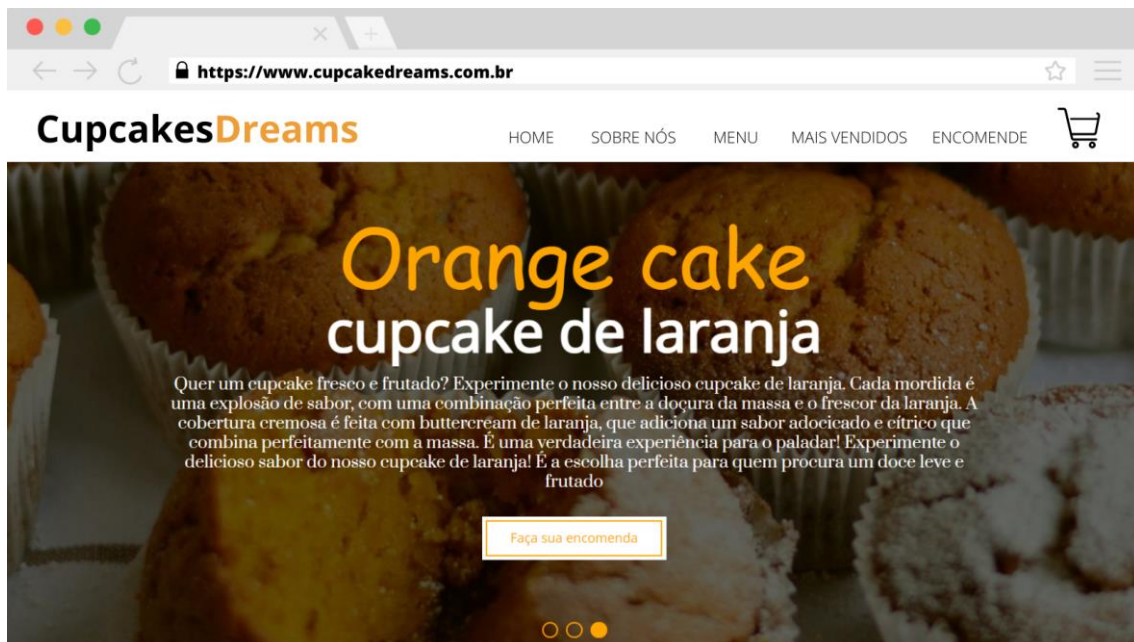 https://www.cupcakedreams.com.br
CupcakesDreams
HOME SOBRE NÓS MENU MAIS VENDIDOS ENCOMENDE
Orange cake
cupcake de laranja
Quer um cupcake fresco e frutado? Experimente o nosso delicioso cupcake de laranja. Cada mordida é
uma explosão de sabor, com uma combinação perfeita entre a doçura da massa e o frescor da laranja. A
cobertura cremosa é feita com buttercream de laranja, que adiciona um sabor adocicado e cítrico que
combina perfeitamente com a massa. É uma verdadeira experiência para o paladar! Experimente o
delicioso sabor do nosso cupcake de laranja! É a escolha perfeita para quem procura um doce leve e
frutado
Faça sua encomenda